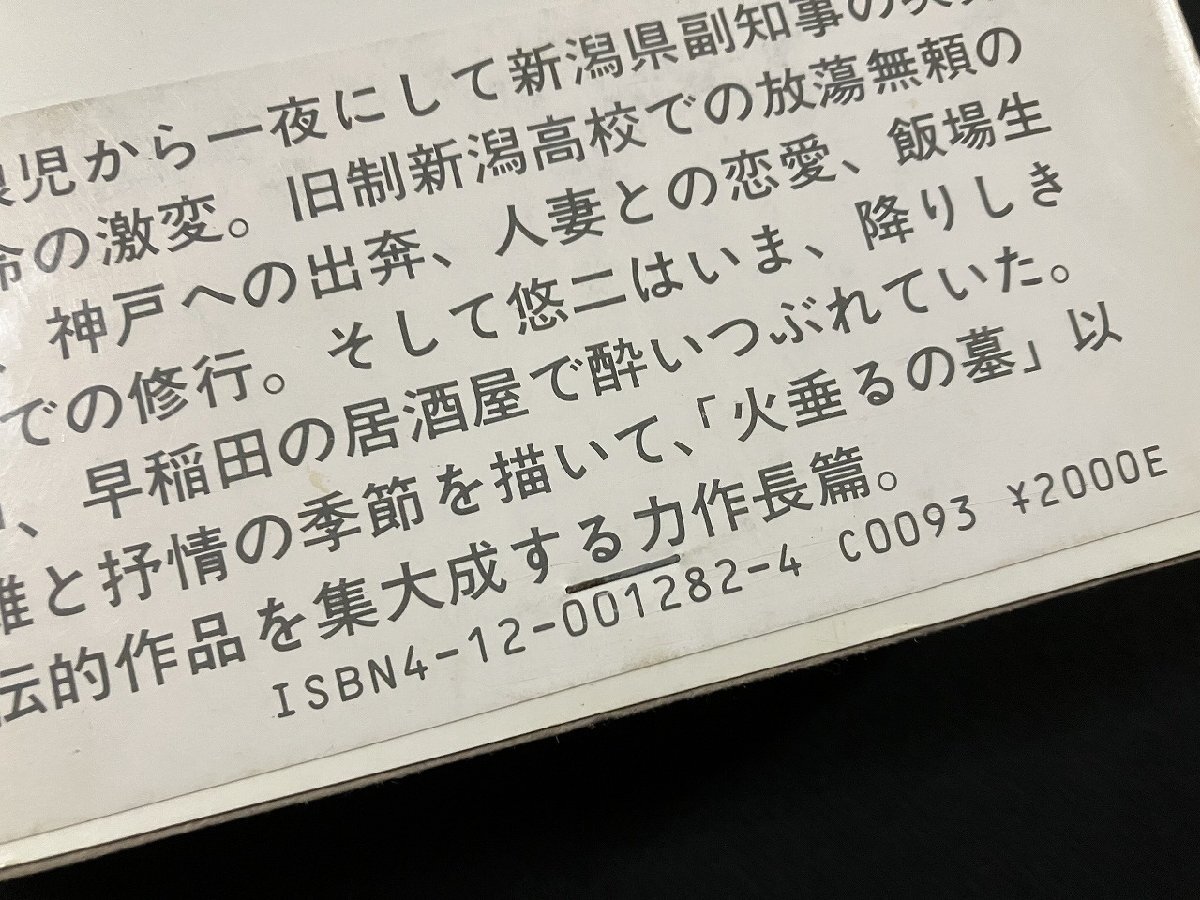 児から一夜にして新潟県副知事の
の激変。旧制新潟高校での放蕩無頼の
、神戸への出奔、人妻との恋愛、飯場生
での修行。そして悠二はいま、降りしき
、早稲田の居酒屋で酔いつぶれていた。
と抒情の季節を描いて、「火垂るの墓」以
伝的作品を集大成する力作長篇。
ISBN4-12-001282-4 C0093 ¥2000E